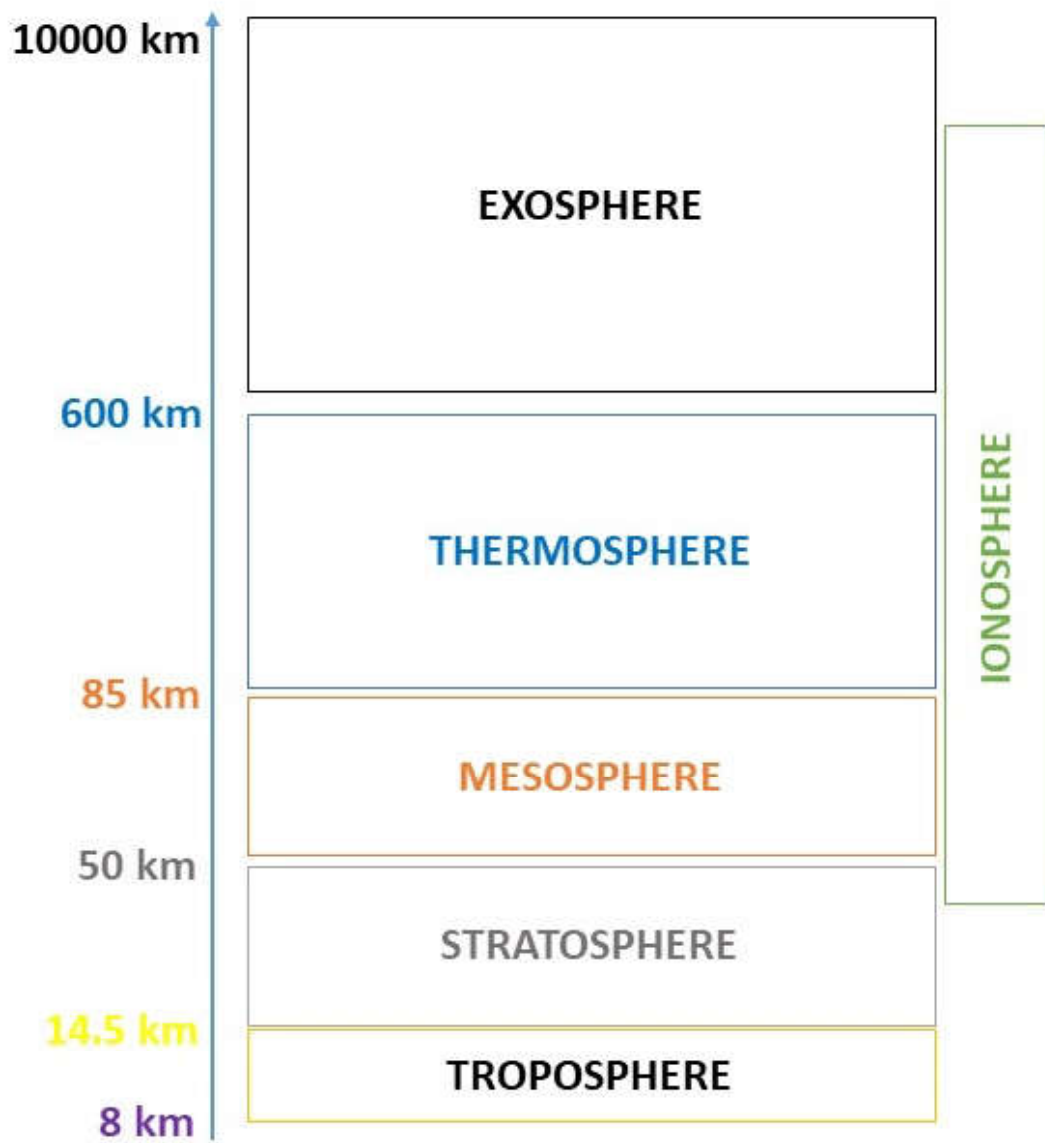 10000 km
EXOSPHERE
600 km
THERMOSPHERE
IONOSPHERE
85 km
MESOSPHERE
50 km
STRATOSPHERE
14.5 km
TROPOSPHERE
8 km